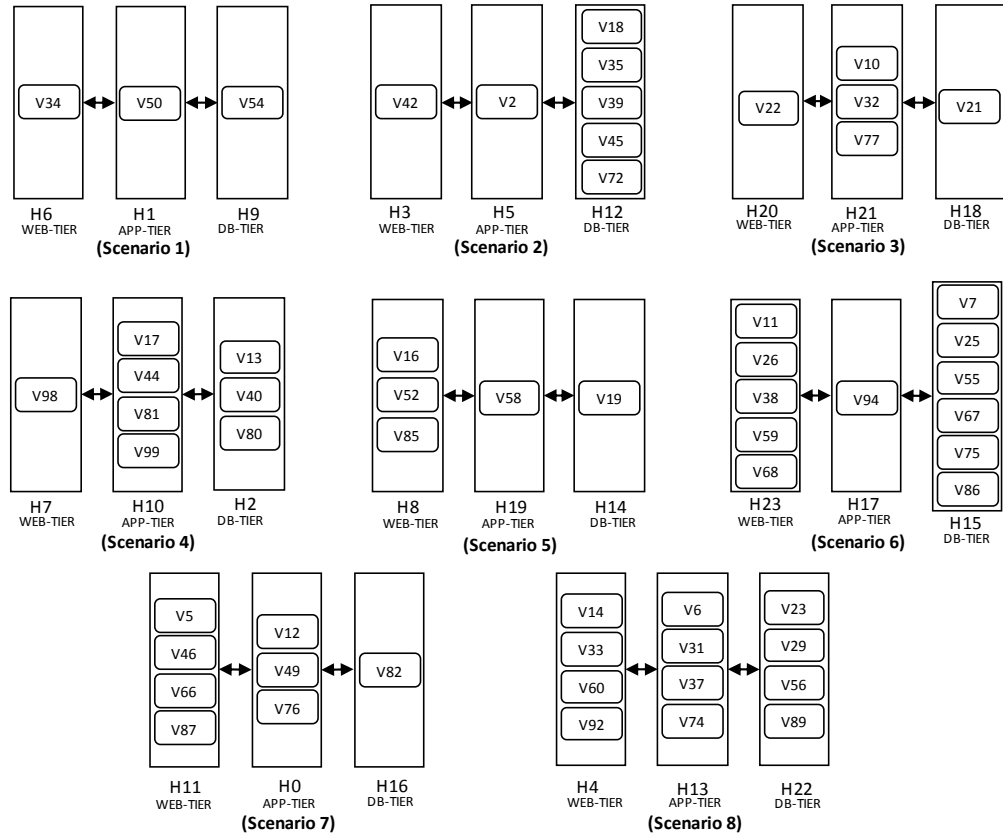 V34
V50
V54
H6
WEB-TIER
H1
APP-TIER
H9
DB-TIER
(Scenario 1)
V42
V2
V18
V35
V39
V45
V72
H3
WEB-TIER
H5
APP-TIER
H12
DB-TIER
(Scenario 2)
V22
V10
V32
V77
V21
H20
WEB-TIER
H21
APP-TIER
H18
DB-TIER
(Scenario 3)
V98
V17
V44
V81
V99
V13
V40
V80
H7
WEB-TIER
H10
APP-TIER
H2
DB-TIER
(Scenario 4)
V16
V52
V85
V58
V19
H8
WEB-TIER
H19
APP-TIER
H14
DB-TIER
(Scenario 5)
V11
V26
V38
V59
V68
V94
V7
V25
V55
V67
V75
V86
H23
WEB-TIER
H17
APP-TIER
H15
DB-TIER
(Scenario 6)
V5
V46
V66
V87
V12
V49
V76
V82
H11
WEB-TIER
H0
APP-TIER
H16
DB-TIER
(Scenario 7)
V14
V33
V60
V92
V6
V31
V37
V74
V23
V29
V56
V89
H4
WEB-TIER
H13
APP-TIER
H22
DB-TIER
(Scenario 8)